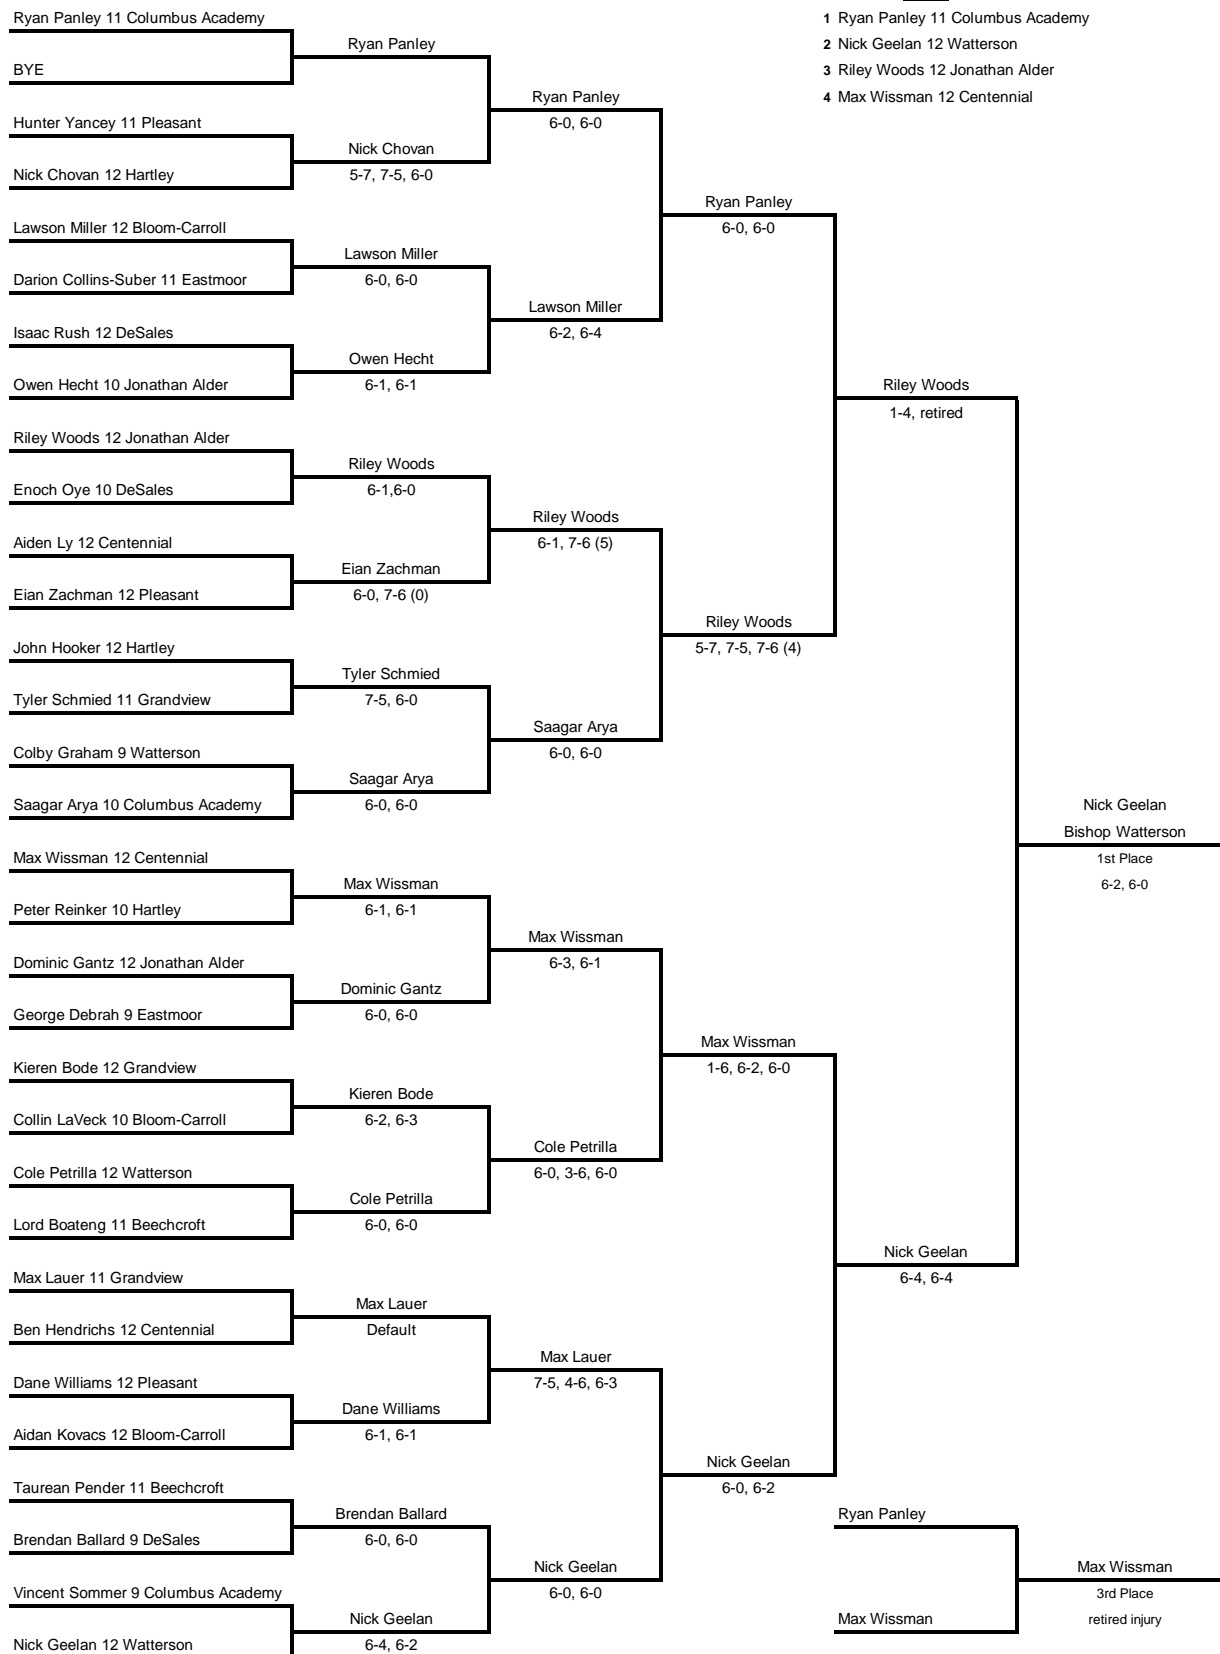 1 Ryan Panley 11 Columbus Academy
2 Nick Geelan 12 Watterson
3 Riley Woods 12 Jonathan Alder
4 Max Wissman 12 Centennial
Ryan Panley 11 Columbus Academy
BYE
Hunter Yancey 11 Pleasant
Nick Chovan 12 Hartley
Lawson Miller 12 Bloom-Carroll
Darion Collins-Suber 11 Eastmoor
Isaac Rush 12 DeSales
Owen Hecht 10 Jonathan Alder
Riley Woods 12 Jonathan Alder
Enoch Oye 10 DeSales
Aiden Ly 12 Centennial
Eian Zachman 12 Pleasant
John Hooker 12 Hartley
Tyler Schmied 11 Grandview
Colby Graham 9 Watterson
Saagar Arya 10 Columbus Academy
Max Wissman 12 Centennial
Peter Reinker 10 Hartley
Dominic Gantz 12 Jonathan Alder
George Debrah 9 Eastmoor
Kieren Bode 12 Grandview
Collin LaVeck 10 Bloom-Carroll
Cole Petrilla 12 Watterson
Lord Boateng 11 Beechcroft
Max Lauer 11 Grandview
Ben Hendrichs 12 Centennial
Dane Williams 12 Pleasant
Aidan Kovacs 12 Bloom-Carroll
Taurean Pender 11 Beechcroft
Brendan Ballard 9 DeSales
Vincent Sommer 9 Columbus Academy
Nick Geelan 12 Watterson
Ryan Panley
Nick Chovan
5-7, 7-5, 6-0
Lawson Miller
6-0, 6-0
Owen Hecht
6-1, 6-1
Riley Woods
6-1,6-0
Eian Zachman
6-0, 7-6 (0)
Tyler Schmied
7-5, 6-0
Saagar Arya
6-0, 6-0
Max Wissman
6-1, 6-1
Dominic Gantz
6-0, 6-0
Kieren Bode
6-2, 6-3
Cole Petrilla
6-0, 6-0
Max Lauer
Default
Dane Williams
6-1, 6-1
Brendan Ballard
6-0, 6-0
Nick Geelan
6-4, 6-2
Ryan Panley
6-0, 6-0
Lawson Miller
6-2, 6-4
Riley Woods
6-1, 7-6 (5)
Saagar Arya
6-0, 6-0
Max Wissman
6-3, 6-1
Cole Petrilla
6-0, 3-6, 6-0
Max Lauer
7-5, 4-6, 6-3
Nick Geelan
6-0, 6-0
Ryan Panley
6-0, 6-0
Riley Woods
5-7, 7-5, 7-6 (4)
Max Wissman
1-6, 6-2, 6-0
Nick Geelan
6-0, 6-2
Riley Woods
1-4, retired
Nick Geelan
6-4, 6-4
Nick Geelan
Bishop Watterson
1st Place
6-2, 6-0
Ryan Panley
Max Wissman
Max Wissman
3rd Place
retired injury